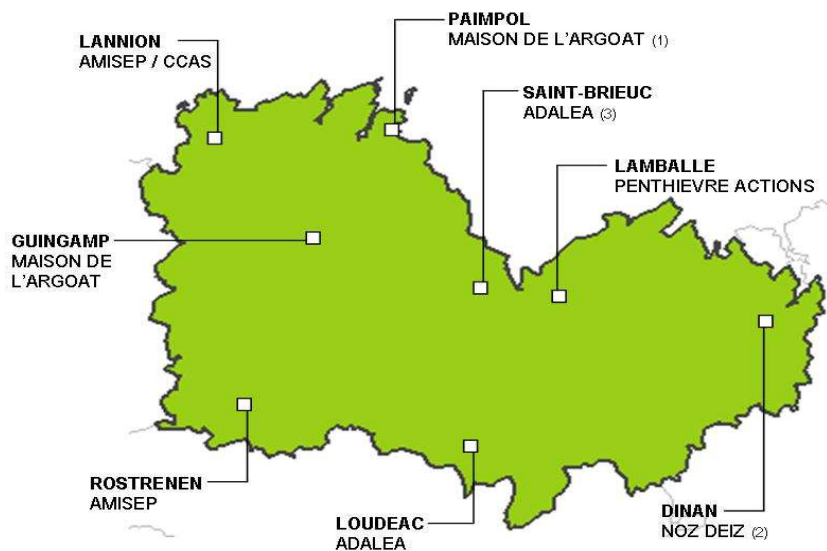 PAIMPOL
MAISON DE L'ARGOAT (1)
LANNION
AMISEP / CCAS
SAINT-BRIEUC
ADALEA (3)
LAMBALLE
PENTHIEVRE ACTIONS
GUINGAMP
MAISON DE
L'ARGOAT
ROSTRENEN
AMISEP
LOUDEAC
ADALEA
DINAN
NOZ DEIZ (2)